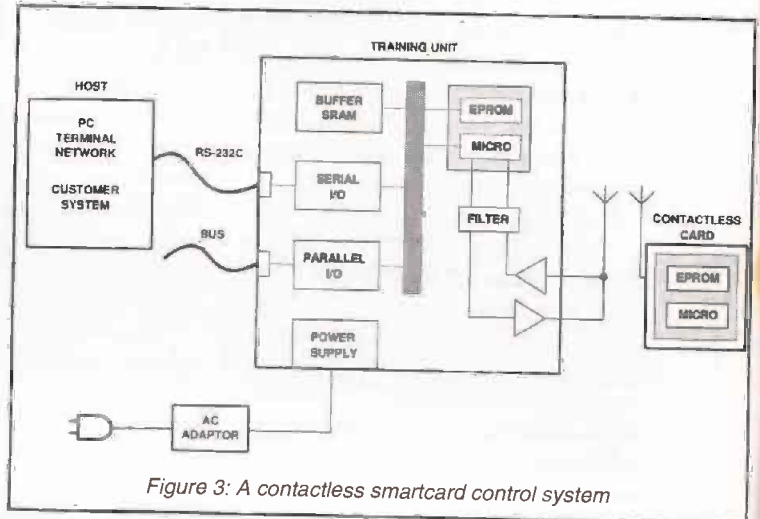 TRAINING UNIT
HOST
PC
TERMINAL
NETWORK
CUSTOMER
SYSTEM
RS-232C
BUS
BUFFER
SRAM
SERIAL
I/O
PARALLEL
I/O
POWER
SUPPLY
EPROM
MICRO
FILTER
CONTACTLESS
CARD
EPROM
MICRO
AC
ADAPTOR
Figure 3: A contactless smartcard control system